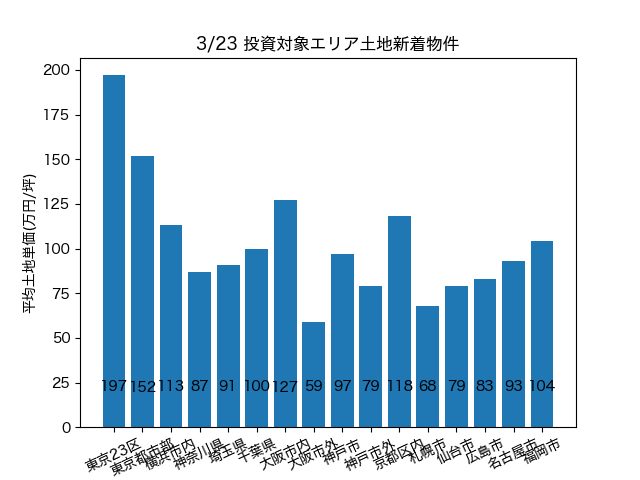 3/23 投資対象エリア土地新着物件
平均土地単価(万円/坪)
200
175
150
125
100
75
50
25
0
197 152 113 87 91 100 127 59 97 79 118 68 79 83 93 104
東京23区
東京都市部
横浜市内
神奈川県
埼玉県
千葉県
大阪市内
大阪市外
神戸市
神戸市外
京都区内
札幌市
仙台市
広島市
名古屋市
福岡市